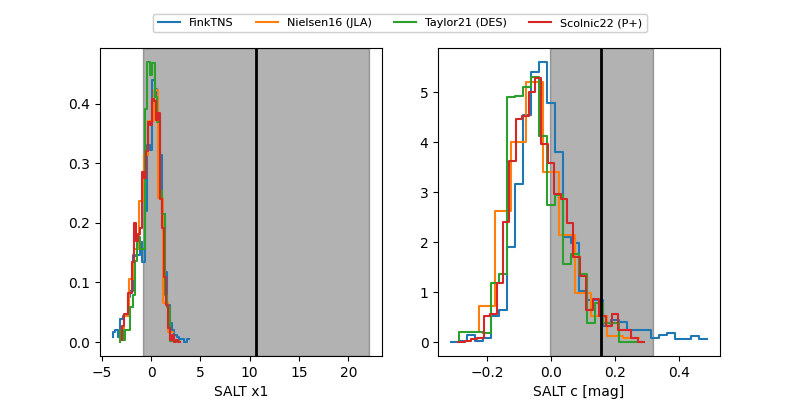 FinkTNS Nielsen16 (JLA) Taylor21 (DES) Scolnic22 (P+)
0.4
0.3
0.2
0.1
0.0
−5 0 5 10 15 20
SALT x1
5
4
3
2
1
0
−0.2 0.0 0.2 0.4
SALT c [mag]